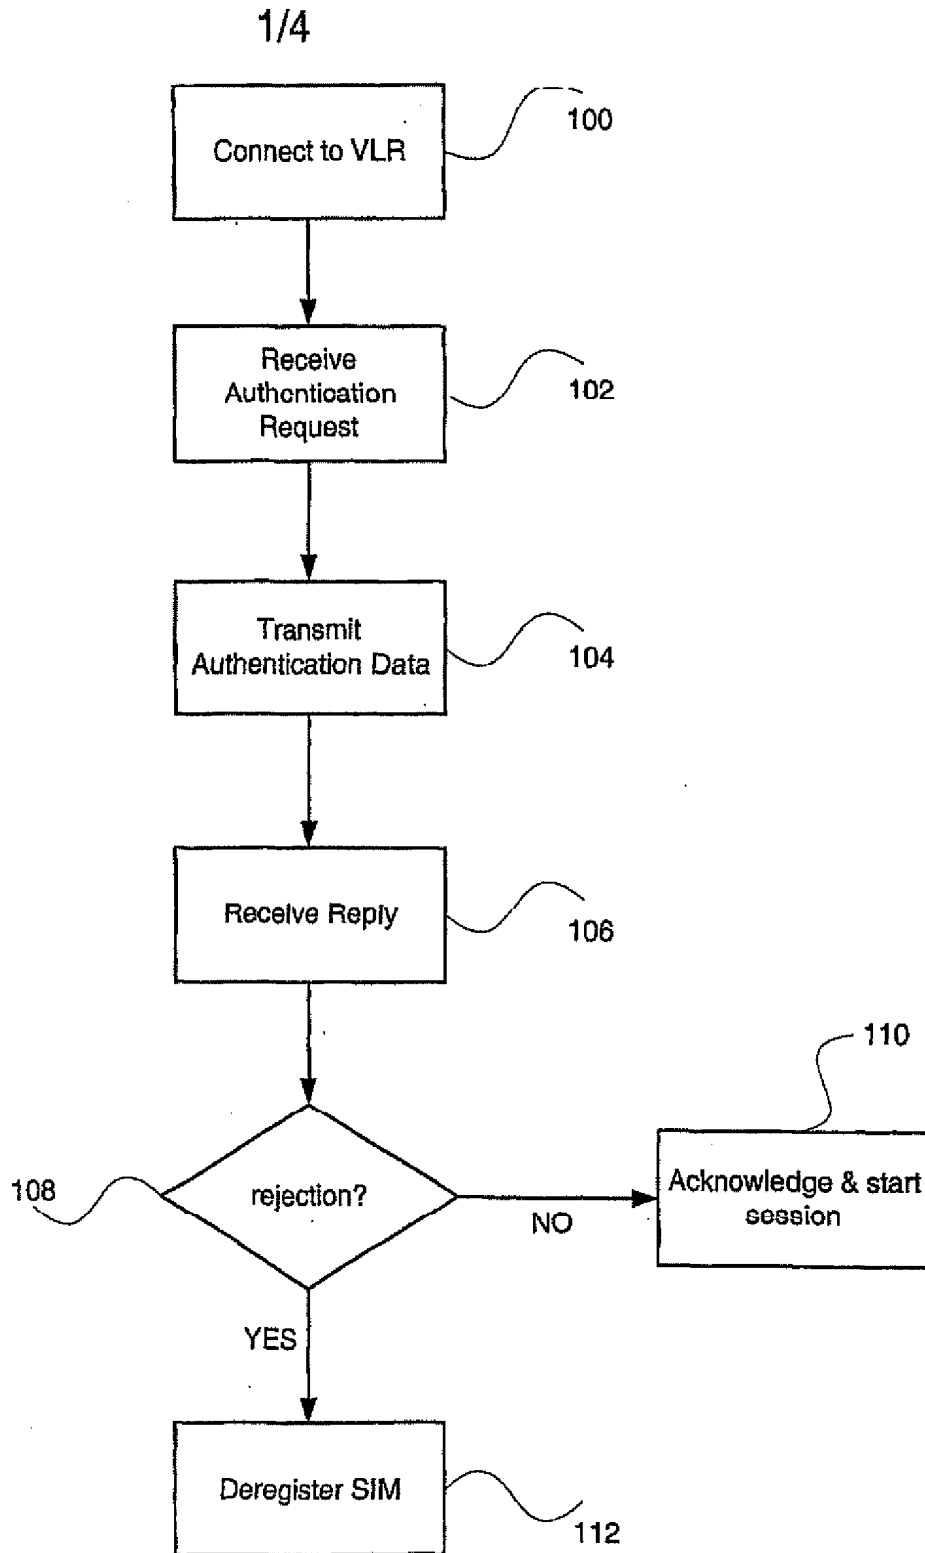 1/4
Connect to VLR
100
Receive
Authentication
Request
102
Transmit
Authentication Data
104
Receive Reply
106
108
rejection?
NO
110
Acknowledge & start
session
YES
Deregister SIM
112